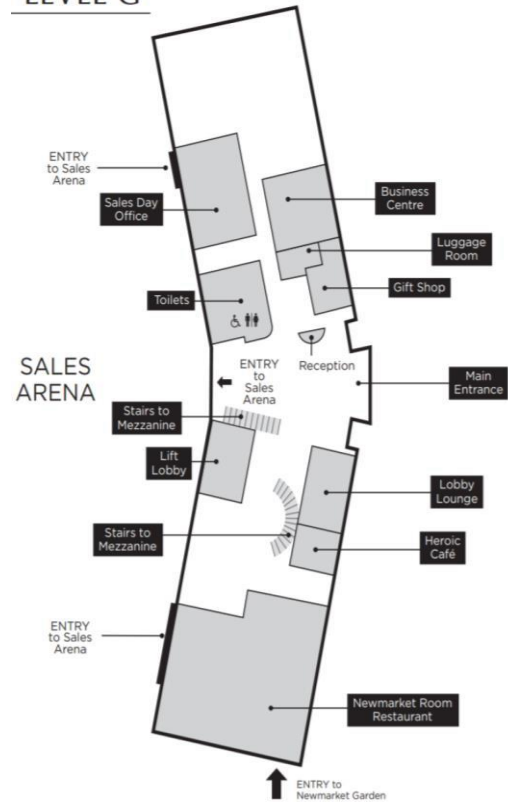 LEVEL G
ENTRY
to Sales
Arena
Sales Day
Office
Business
Centre
Luggage
Room
Gift Shop
Toilets
Reception
ENTRY
to
Sales
Arena
SALES
ARENA
Main
Entrance
Stairs to
Mezzanine
Lift
Lobby
Lobby
Lounge
Stairs to
Mezzanine
Heroic
Café
ENTRY
to Sales
Arena
Newmarket Room
Restaurant
ENTRY to
Newmarket Garden